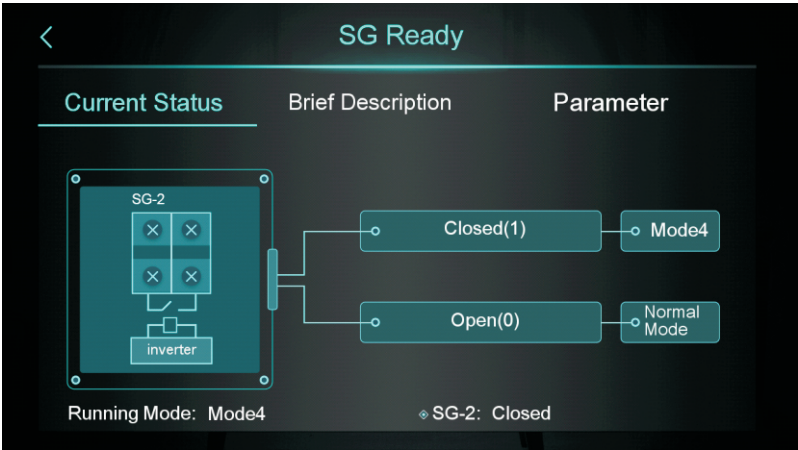 SG Ready
Current Status
Brief Description
Parameter
SG-2
inverter
Closed(1)
Mode4
Open(0)
Normal
Mode
Running Mode: Mode4
SG-2: Closed